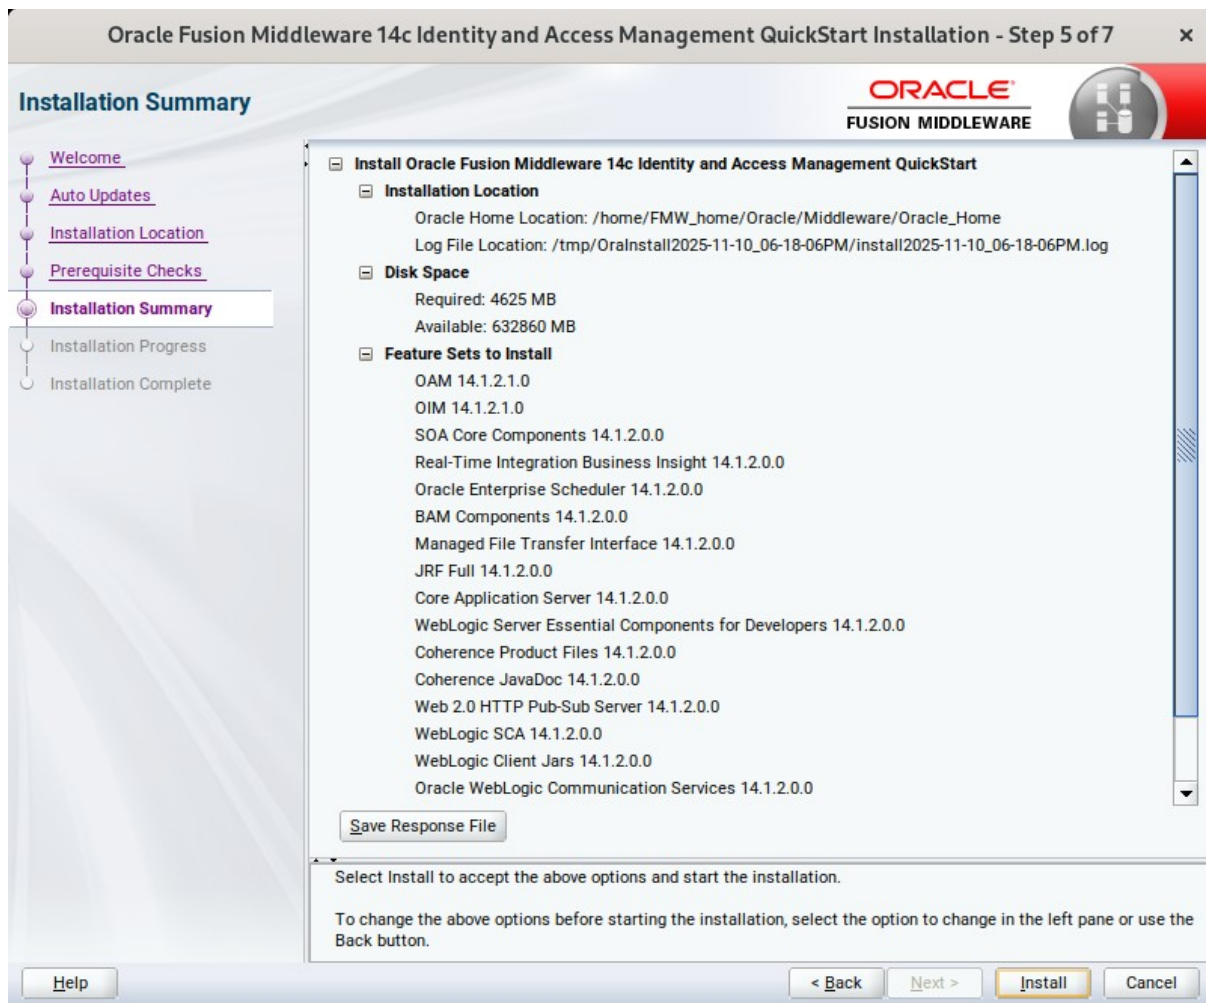 Oracle Fusion Middleware 14c Identity and Access Management QuickStart Installation - Step 5 of 7
Installation Summary
ORACLE
FUSION MIDDLEWARE
Welcome
Auto Updates
Installation Location
Prerequisite Checks
Installation Summary
Installation Progress
Installation Complete
Install Oracle Fusion Middleware 14c Identity and Access Management QuickStart
Installation Location
Oracle Home Location: /home/FMW_home/Oracle/Middleware/Oracle_Home
Log File Location: /tmp/OraInstall2025-11-10_06-18-06PM/install2025-11-10_06-18-06PM.log
Disk Space
Required: 4625 MB
Available: 632860 MB
Feature Sets to Install
OAM 14.1.2.1.0
OIM 14.1.2.1.0
SOA Core Components 14.1.2.0.0
Real-Time Integration Business Insight 14.1.2.0.0
Oracle Enterprise Scheduler 14.1.2.0.0
BAM Components 14.1.2.0.0
Managed File Transfer Interface 14.1.2.0.0
JRF Full 14.1.2.0.0
Core Application Server 14.1.2.0.0
WebLogic Server Essential Components for Developers 14.1.2.0.0
Coherence Product Files 14.1.2.0.0
Coherence JavaDoc 14.1.2.0.0
Web 2.0 HTTP Pub-Sub Server 14.1.2.0.0
WebLogic SCA 14.1.2.0.0
WebLogic Client Jars 14.1.2.0.0
Oracle WebLogic Communication Services 14.1.2.0.0
Save Response File
Select Install to accept the above options and start the installation.
To change the above options before starting the installation, select the option to change in the left pane or use the
Back button.
Help
< Back
Next >
Install
Cancel